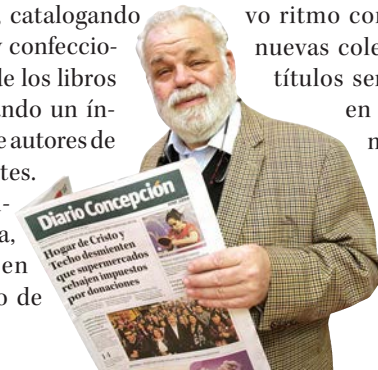 , catalogando
y confeccio-
de los libros
ando un ín-
e autores de
tes.
a,
en
o de
vo ritmo con
nuevas cole
títulos ser
en
Diario Concepción
Hogar de Cristo y
Techo desmienten
que supermercados
rebajen impuestos
por donaciones